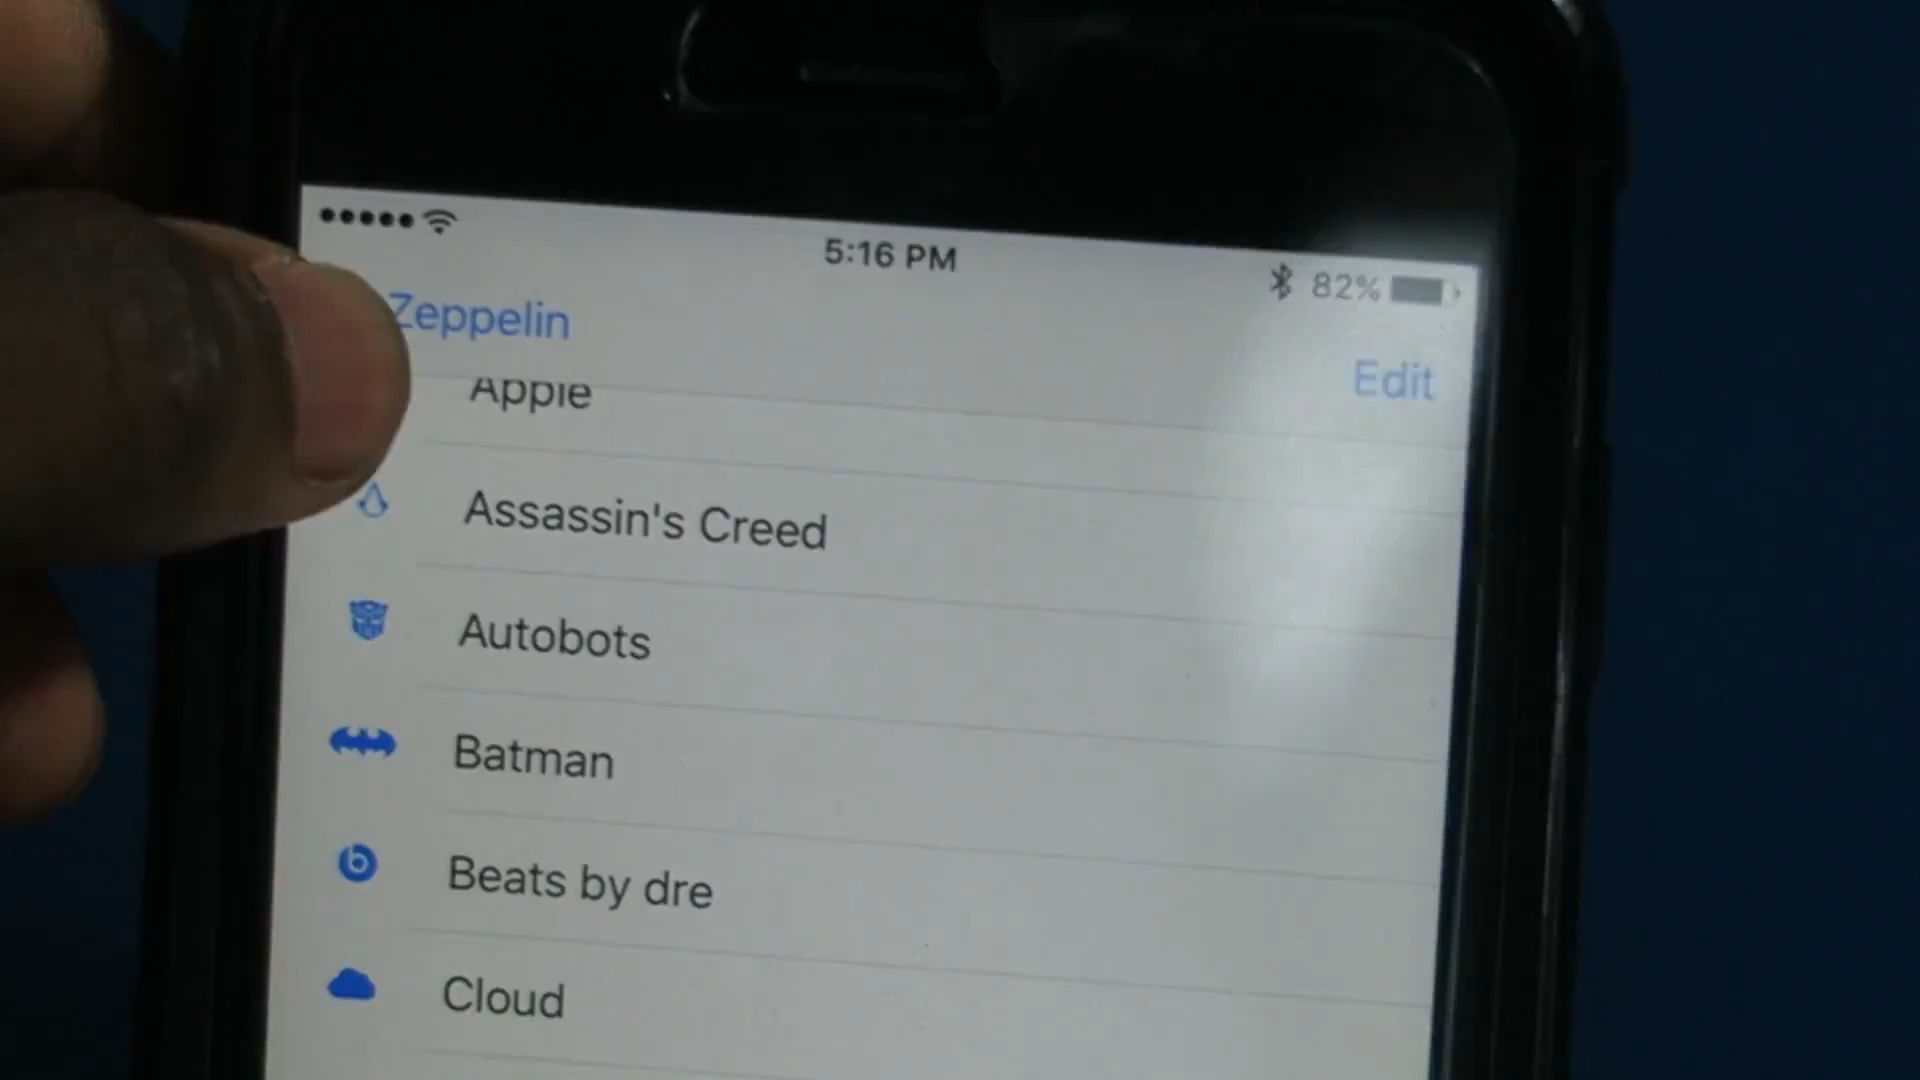 5:16 PM
82%
Zeppelin
Edit
Apple
Assassin's Creed
Autobots
Batman
Beats by dre
Cloud